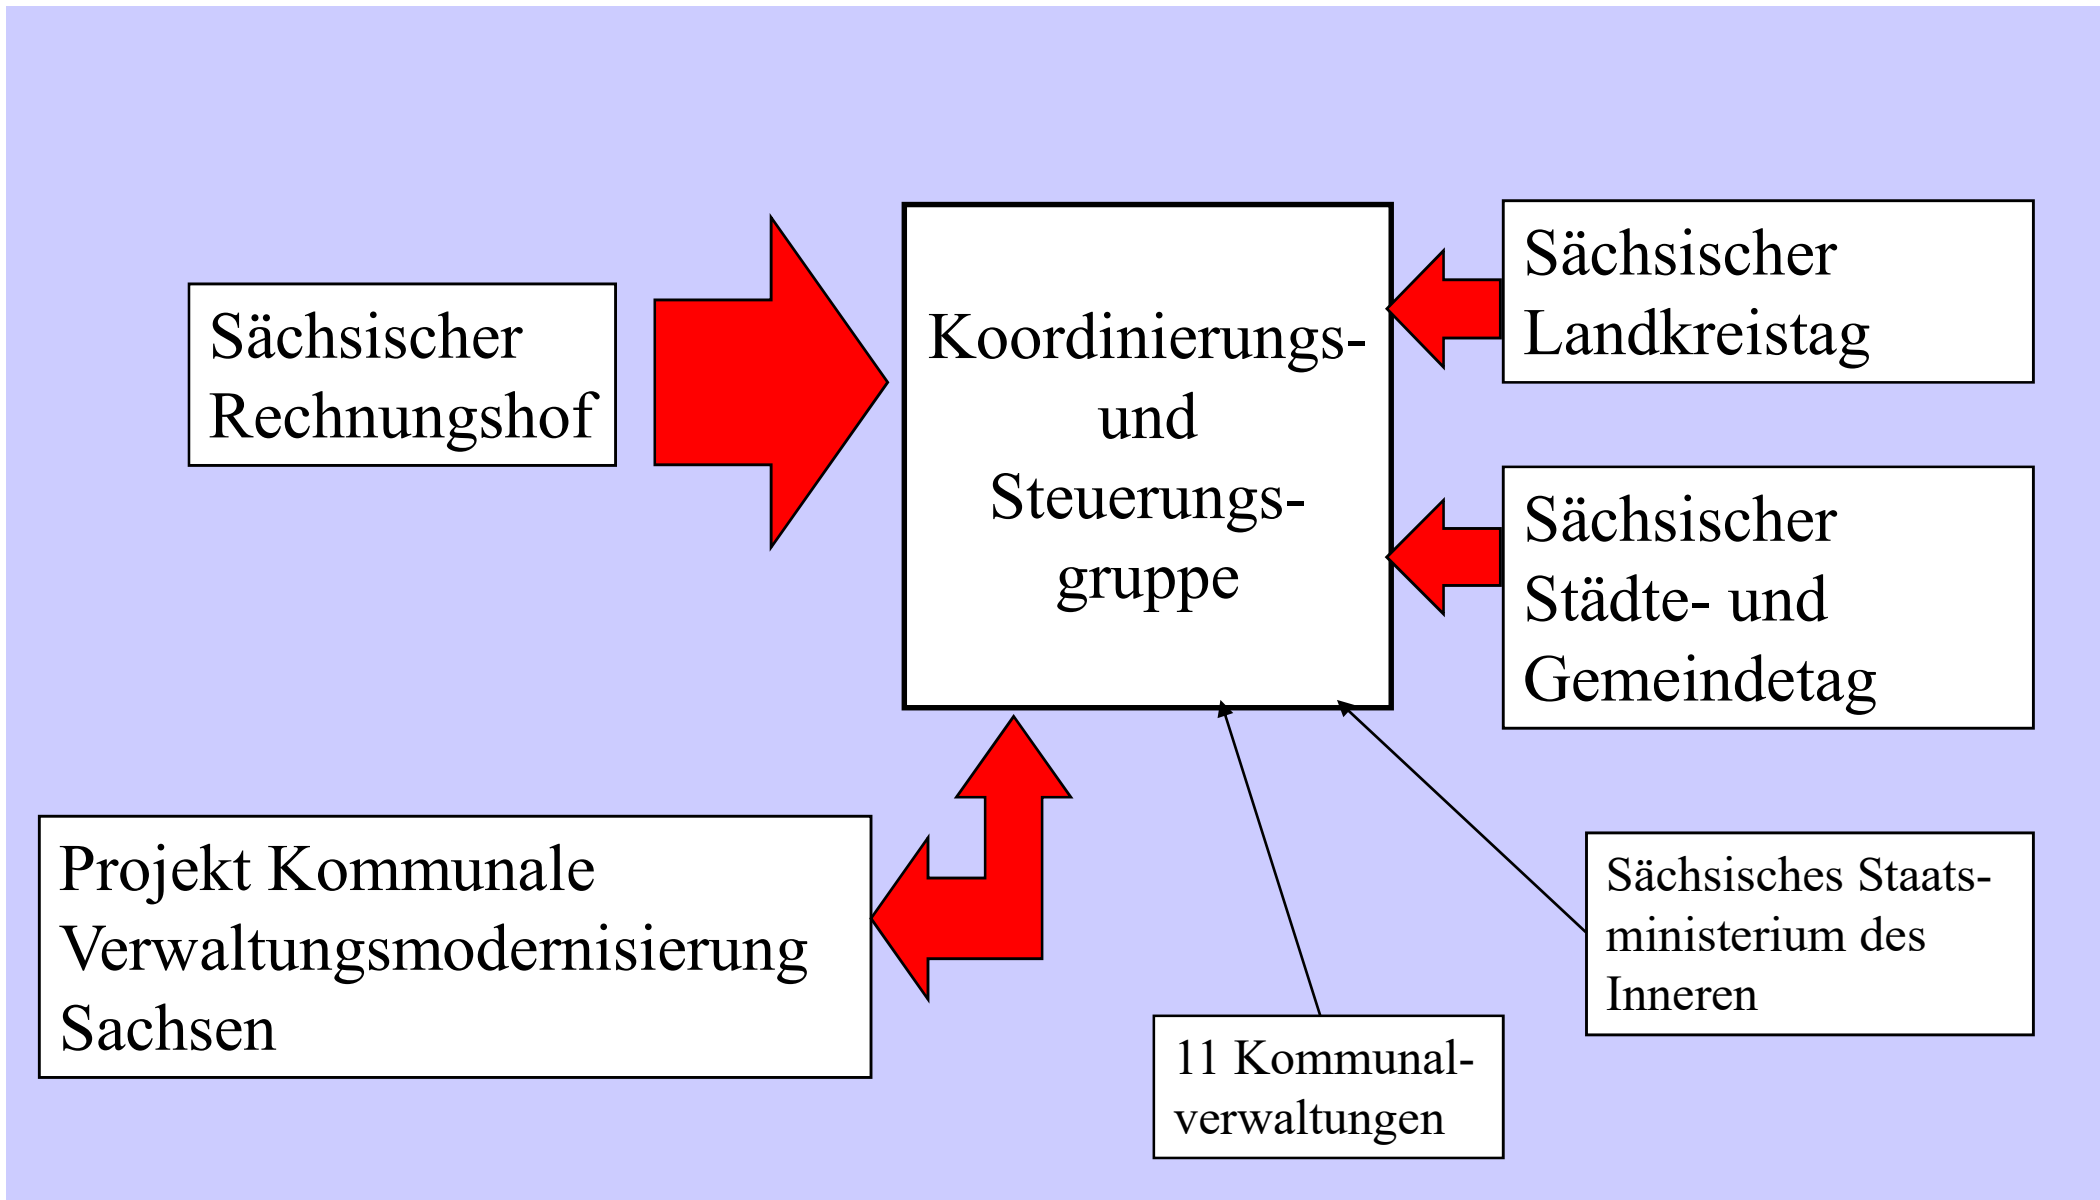 Sächsischer
Rechnungshof
Koordinierungs-
und
Steuerungs-
gruppe
Sächsischer
Landkreistag
Sächsischer
Städte- und
Gemeindetag
Projekt Kommunale
Verwaltungsmodernisierung
Sachsen
11 Kommunal-
verwaltungen
Sächsisches Staats-
ministerium des
Inneren